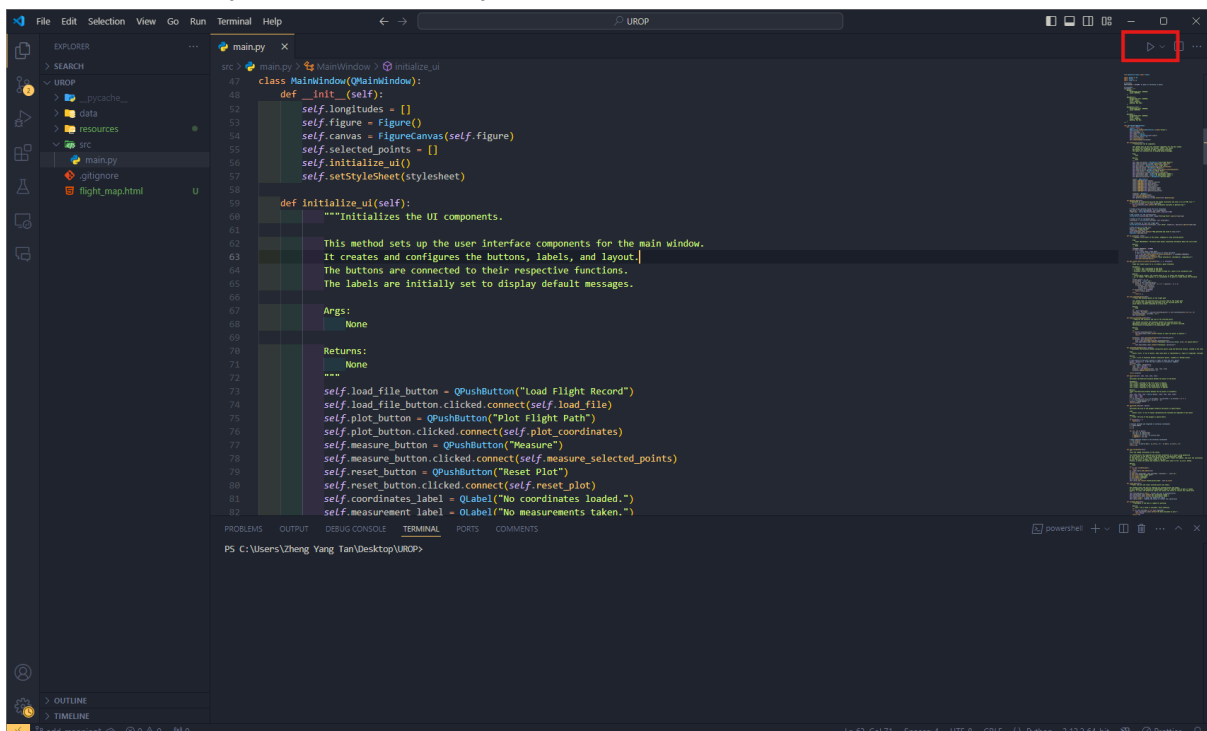 File Edit Selection View Go Run Terminal Help
UROP
EXPLORER
main.py
SEARCH
src > main.py > MainWindow > initialize_ui
UROP
__pycache__
data
resources
src
main.py
.gitignore
flight_map.html U
47 class MainWindow(QMainWindow):
48 def __init__(self):
52 self.longitudes = []
53 self.figure = Figure()
54 self.canvas = FigureCanvas(self.figure)
55 self.selected_points = []
56 self.initialize_ui()
57 self.setStyleSheet(stylesheet)
58
59 def initialize_ui(self):
60 """Initializes the UI components.
61
62 This method sets up the user interface components for the main window.
63 It creates and configures the buttons, labels, and layout.
64 The buttons are connected to their respective functions.
65 The labels are initially set to display default messages.
66
67 Args:
68 None
69
70 Returns:
71 None
72 """
73 self.load_file_button = QPushButton("Load Flight Record")
74 self.load_file_button.clicked.connect(self.load_file)
75 self.plot_button = QPushButton("Plot Flight Path")
76 self.plot_button.clicked.connect(self.plot_coordinates)
77 self.measure_button = QPushButton("Measure")
78 self.measure_button.clicked.connect(self.measure_selected_points)
79 self.reset_button = QPushButton("Reset Plot")
80 self.reset_button.clicked.connect(self.reset_plot)
81 self.coordinates_label = QLabel("No coordinates loaded.")
82 self.measurement_label = QLabel("No measurements taken.")
PROBLEMS OUTPUT DEBUG CONSOLE TERMINAL PORTS COMMENTS
powershell
PS C:\Users\Zheng Yang Tan\Desktop\UROP>
OUTLINE
TIMELINE